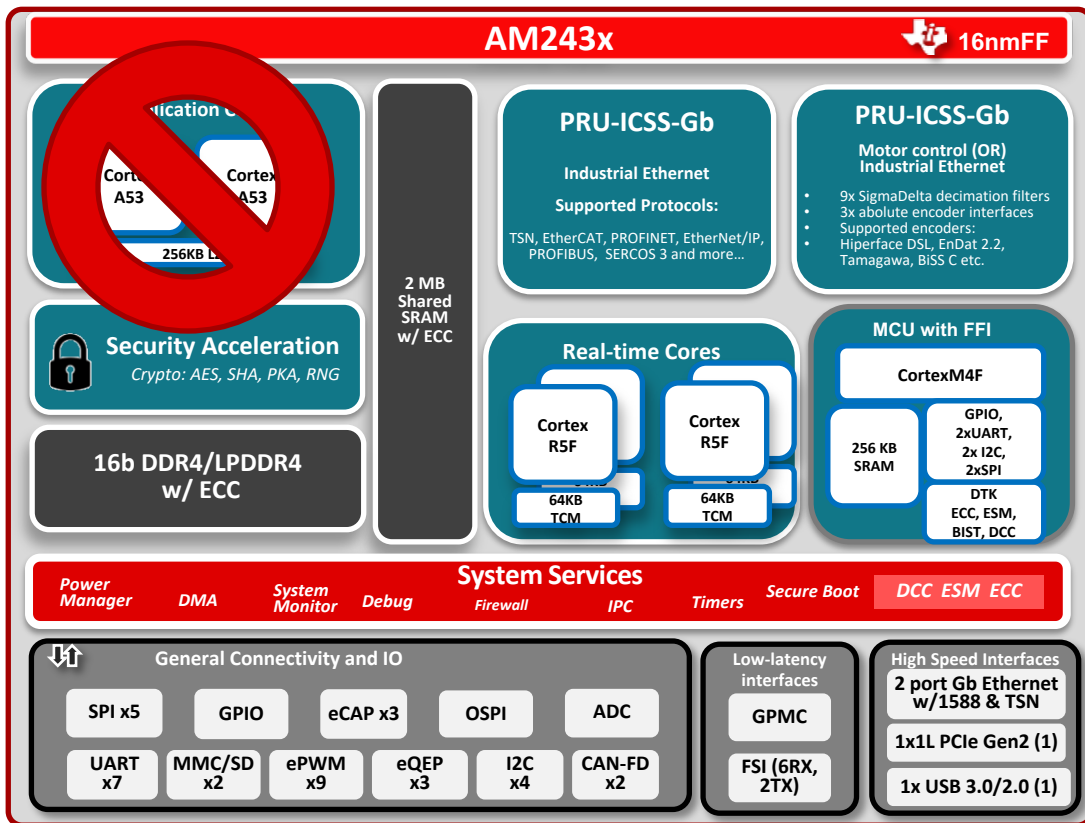 AM243x
16nmFF
2 MB
Shared
SRAM
w/ ECC
PRU-ICSS-Gb
Industrial Ethernet
Supported Protocols:
TSN, EtherCAT, PROFINET, EtherNet/IP,
PROFIBUS, SERCOS 3 and more...
PRU-ICSS-Gb
Motor control (OR)
Industrial Ethernet
• 9x SigmaDelta decimation filters
• 3x abolute encoder interfaces
• Supported encoders:
• Hiperface DSL, EnDat 2.2,
Tamagawa, BiSS C etc.
Cortex
A53
A53
256KB
Security Acceleration
Crypto: AES, SHA, PKA, RNG
16b DDR4/LPDDR4
w/ ECC
Real-time Cores
Cortex
R5F
64KB
TCM
Cortex
R5F
64KB
TCM
MCU with FFI
CortexM4F
256 KB
SRAM
GPIO,
2xUART,
2x I2C,
2xSPI
DTK
ECC, ESM,
BIST, DCC
System Services
Power
Manager
DMA
System
Monitor
Debug
Firewall
IPC
Timers
Secure Boot
DCC ESM ECC
General Connectivity and IO
SPI x5
GPIO
eCAP x3
OSPI
ADC
UART
x7
MMC/SD
x2
ePWM
x9
eQEP
x3
I2C
x4
CAN-FD
x2
Low-latency
interfaces
GPMC
FSI (6RX,
2TX)
High Speed Interfaces
2 port Gb Ethernet
w/1588 & TSN
1x1L PCIe Gen2 (1)
1x USB 3.0/2.0 (1)